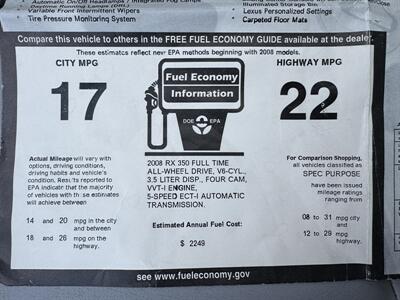 Automatic On/Off Headlamps / Integrated Fog Lamps
Daytime Running Lamps (DRL)
Variable Front Intermittent Wipers
Tire Pressure Monitoring System
Illuminated Storage Bin
Lexus Personalized Settings
Carpeted Floor Mats
Compare this vehicle to others in the FREE FUEL ECONOMY GUIDE available at the dealer.
These estimates reflect new EPA methods beginning with 2008 models.
CITY MPG
17
Fuel Economy
Information
DOE EPA
HIGHWAY MPG
22
Actual Mileage will vary with
options, driving conditions,
driving habits and vehicle's
condition. Results reported to
EPA indicate that the majority
of vehicles with these estimates
will achieve between
14 and 20 mpg in the city
and between
18 and 26 mpg on the
highway.
2008 RX 350 FULL TIME
ALL-WHEEL DRIVE, V6-CYL.,
3.5 LITER DISP., FOUR CAM,
VVT-I ENGINE,
5-SPEED ECT-I AUTOMATIC
TRANSMISSION.
Estimated Annual Fuel Cost:
$ 2249
For Comparison Shopping,
all vehicles classified as
SPEC PURPOSE
have been issued
mileage ratings
ranging from
08 to 31 mpg city and
12 to 29 mpg
highway.
see www.fueleconomy.gov